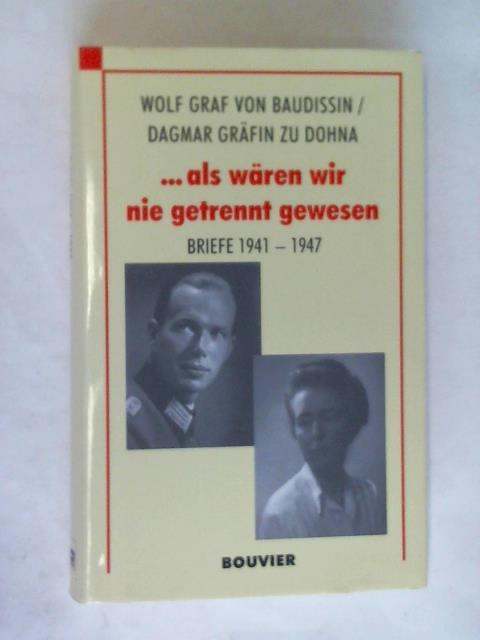 WOLF GRAF VON BAUDISSIN /
DAGMAR GRÄFIN ZU DOHNA
... als wären wir
nie getrennt gewesen
BRIEFE 1941 – 1947
BOUVIER